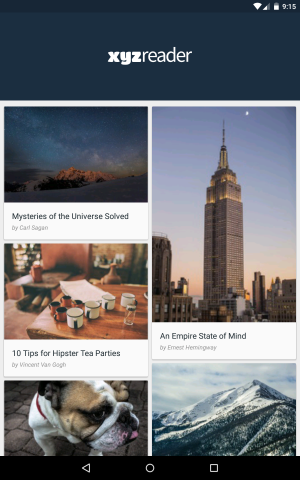 9:15
xyzreader
Mysteries of the Universe Solved
by Carl Sagan
An Empire State of Mind
by Ernest Hemingway
10 Tips for Hipster Tea Parties
by Vincent Van Gogh